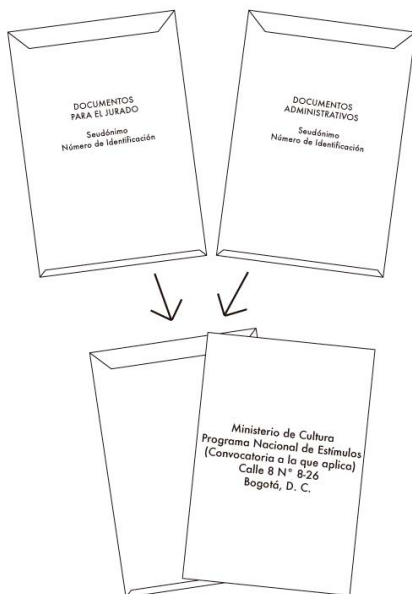 DOCUMENTOS
PARA EL JURADO
Seudónimo
Número de Identificación
DOCUMENTOS
ADMINISTRATIVOS
Seudónimo
Número de Identificación
Ministerio de Cultura
Programa Nacional de Estímulos
(Convocatoria a la que aplica)
Calle 8 N° 8-26
Bogotá, D. C.